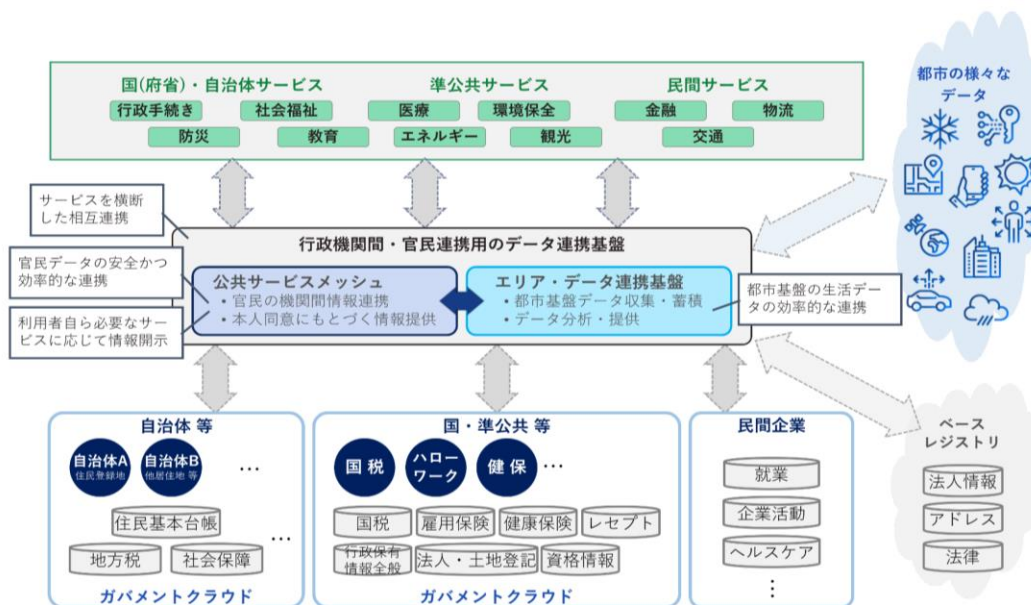 国(府省)・自治体サービス
準公共サービス
民間サービス
行政手続き
社会福祉
医療
環境保全
金融
物流
防災
教育
エネルギー
観光
交通
都市の様々な
データ
サービスを横断
した相互連携
官民データの安全かつ
効率的な連携
利用者自ら必要なサー
ビスに応じて情報開示
行政機関間・官民連携用のデータ連携基盤
公共サービスメッシュ
・官民の機関間情報連携
・本人同意にもとづく情報提供
エリア・データ連携基盤
・都市基盤データ収集・蓄積
・データ分析・提供
都市基盤の生活デー
タの効率的な連携
自治体 等
自治体A
住民登録地
自治体B
他居住地 等
…
住民基本台帳
地方税
社会保障
…
ガバメントクラウド
国・準公共 等
国税
ハロー
ワーク
健保
…
国税
雇用保険
健康保険
レセプト
行政保有
情報全般
法人・土地登記
資格情報
ガバメントクラウド
民間企業
就業
企業活動
ヘルスケア
⋮
ベース
レジストリ
法人情報
アドレス
法律